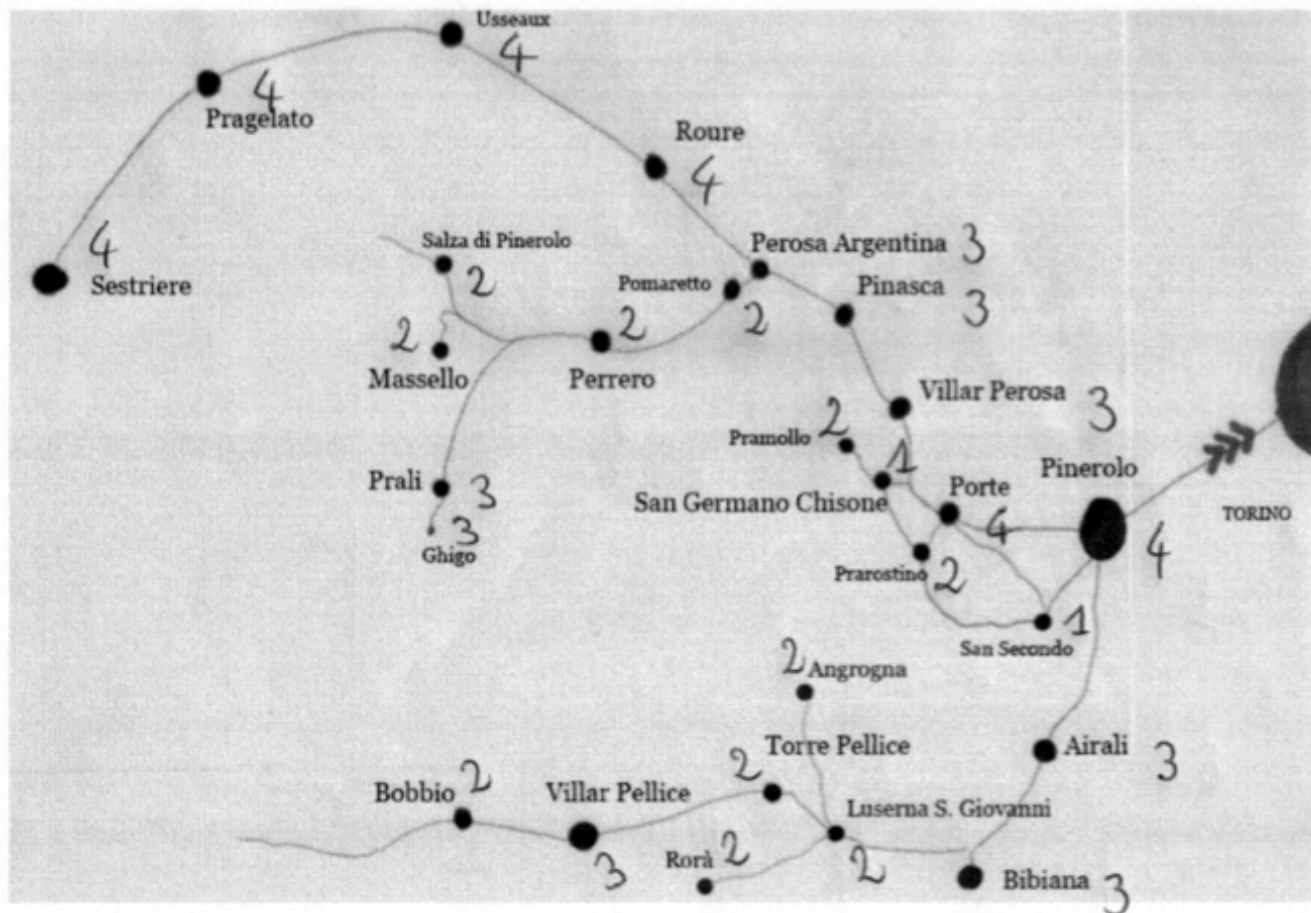 Usseaux
4
4
Pragelato
Roure
4
4
Sestriere
Salza di Pinerolo
2
Perosa Argentina 3
Pomaretto
2
Pinasca
3
2
Massello
2
Perrero
Villar Perosa 3
2
Pramollo
1
San Germano Chisone
Porte
4
Pinerolo
4
TORINO
Prali 3
3
Ghigo
Prarostino 2
1
San Secondo
2 Angrogna
Torre Pellice
2
Airali 3
Bobbio 2
Villar Pellice
3
Luserna S. Giovanni
2
Rorà 2
Bibiana 3